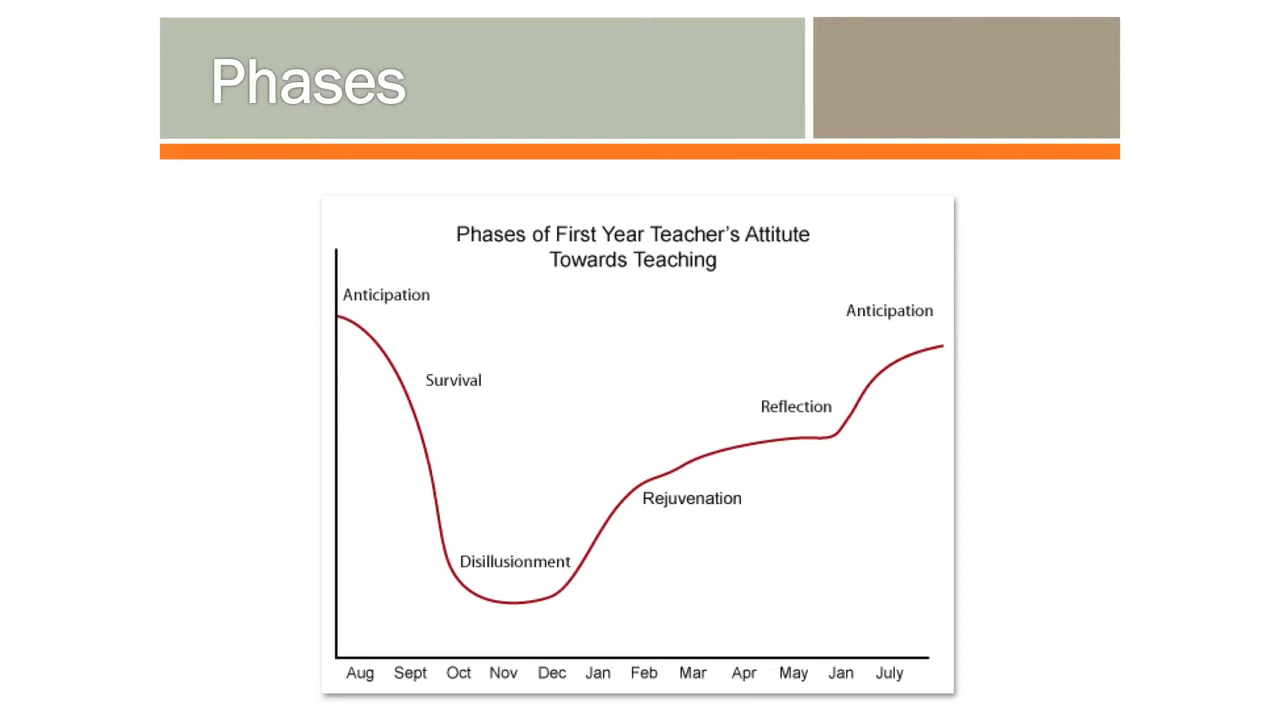 Phases
Phases of First Year Teacher's Attitute
Towards Teaching
Anticipation
Anticipation
Survival
Reflection
Rejuvenation
Disillusionment
Aug Sept Oct Nov Dec Jan Feb Mar Apr May Jan July